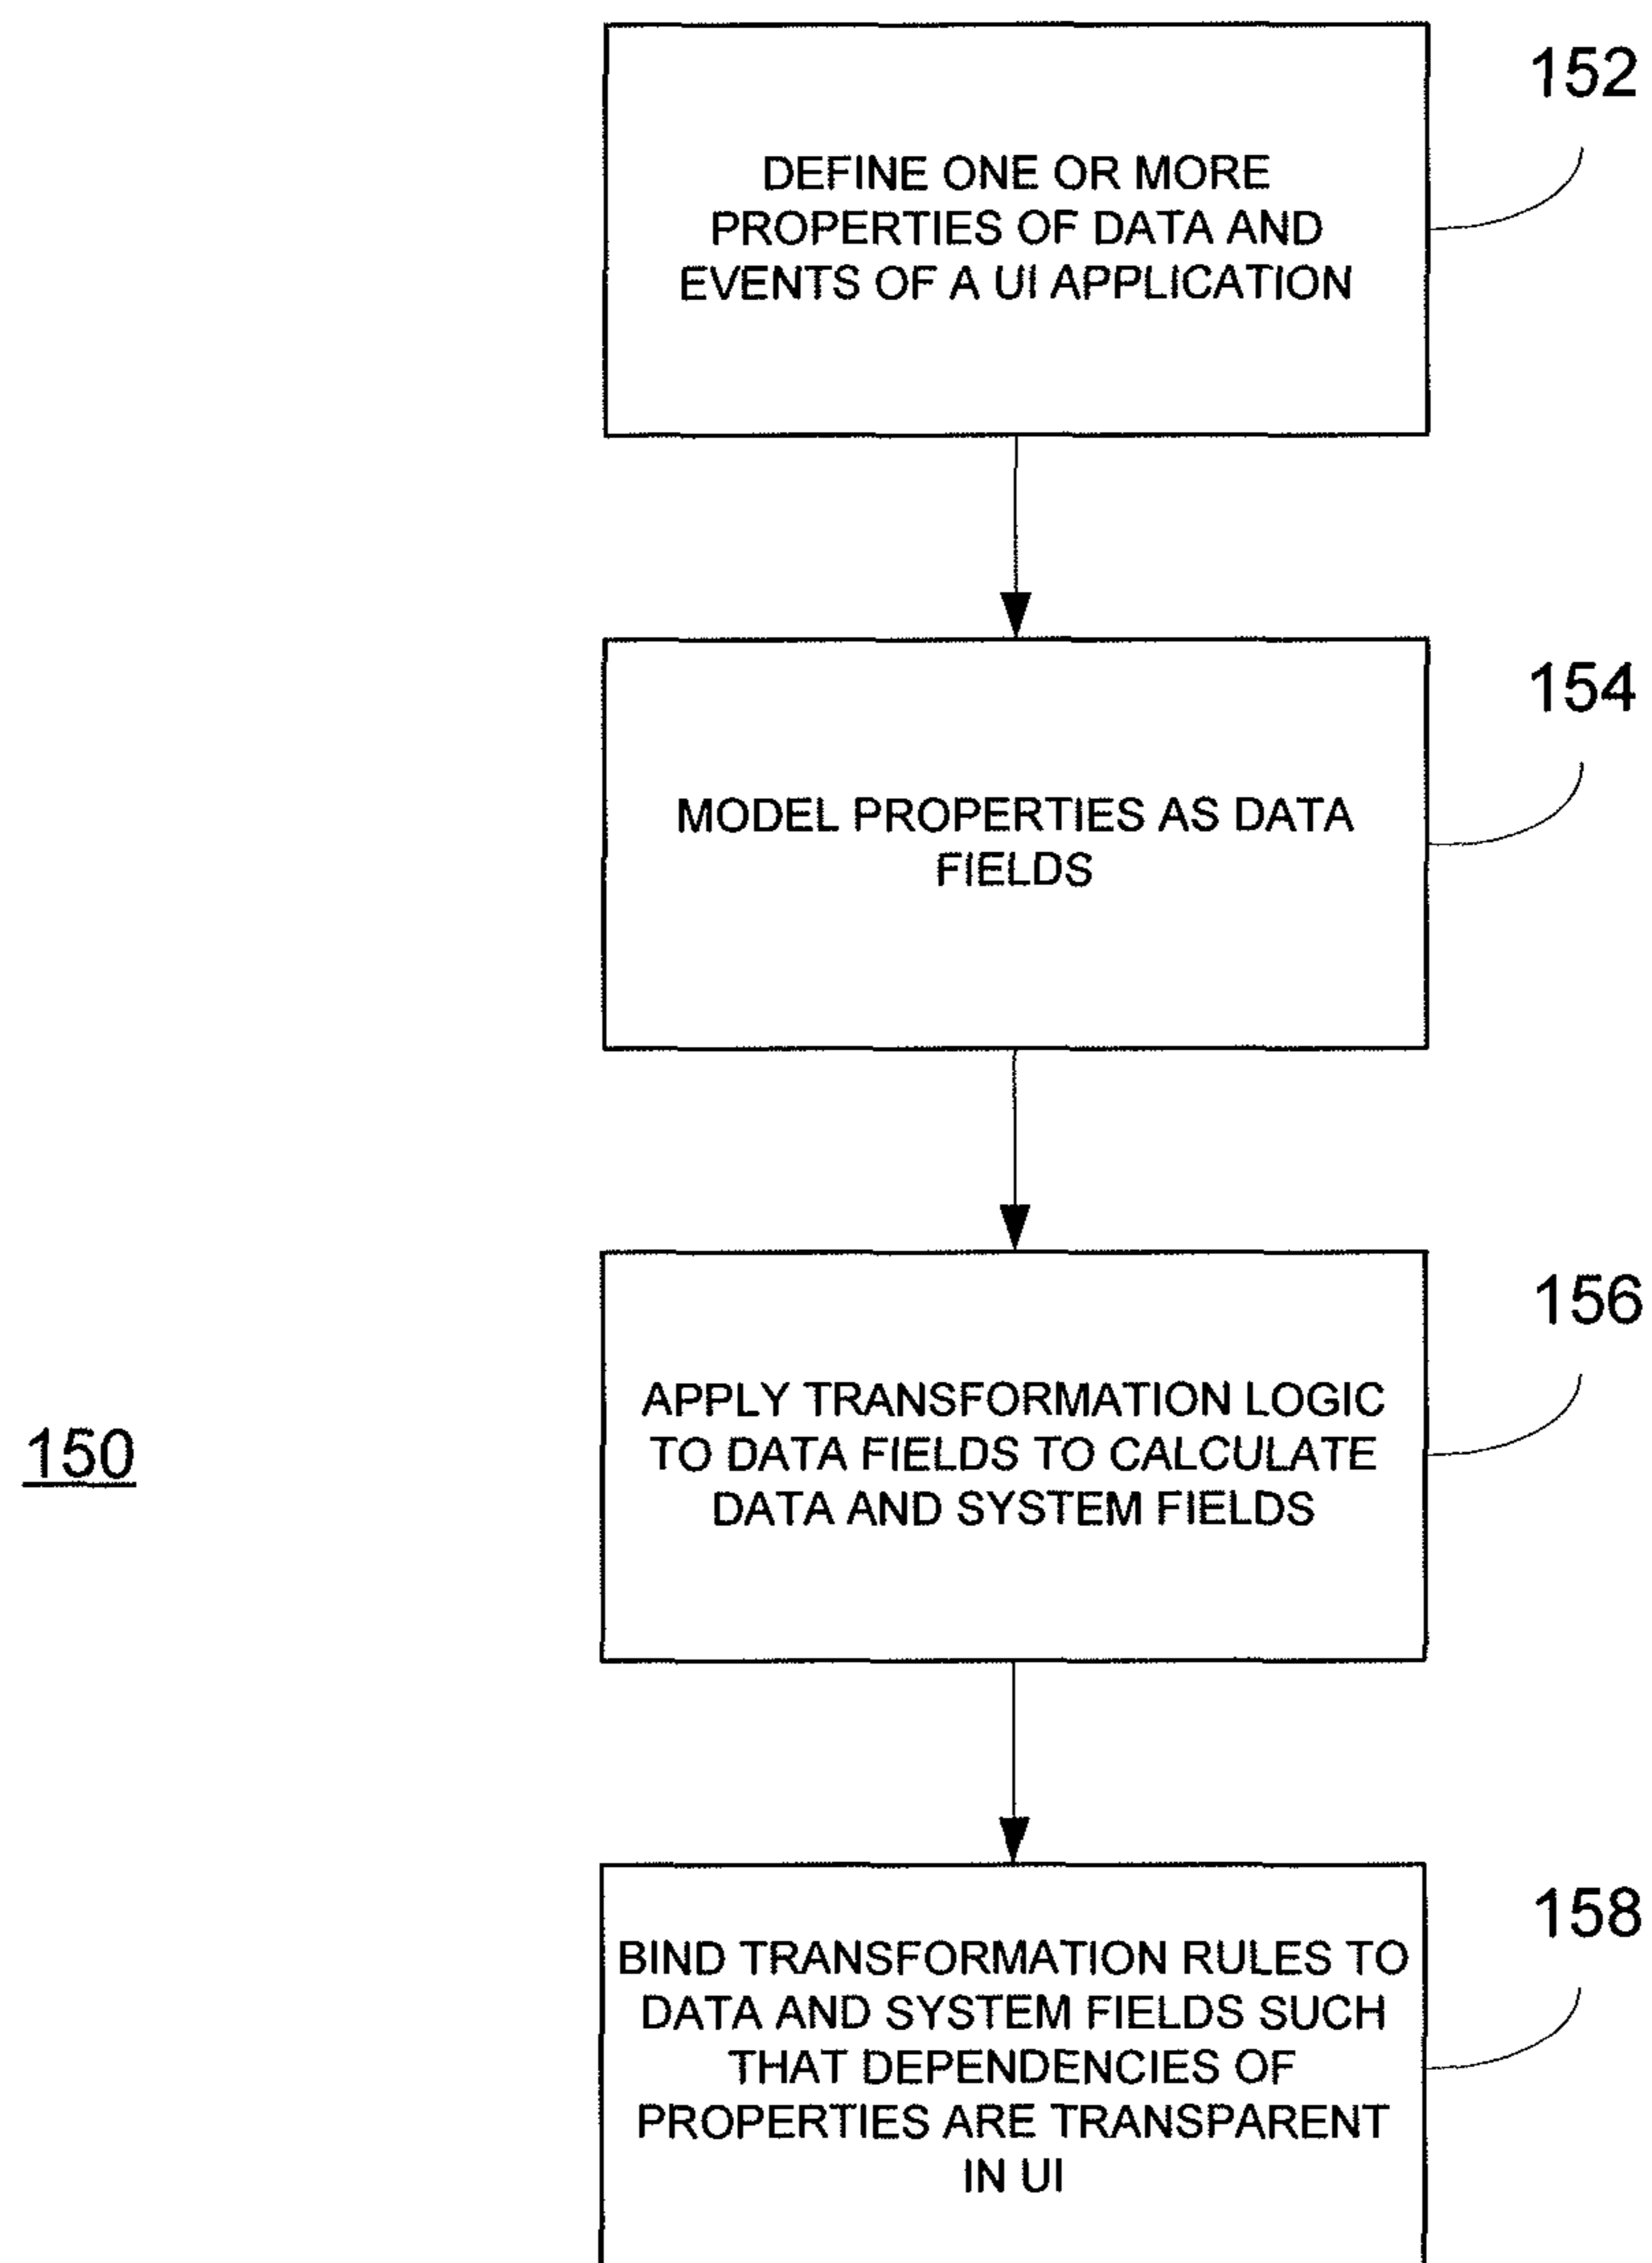 152
DEFINE ONE OR MORE
PROPERTIES OF DATA AND
EVENTS OF A UI APPLICATION
154
MODEL PROPERTIES AS DATA
FIELDS
156
APPLY TRANSFORMATION LOGIC
TO DATA FIELDS TO CALCULATE
DATA AND SYSTEM FIELDS
150
158
BIND TRANSFORMATION RULES TO
DATA AND SYSTEM FIELDS SUCH
THAT DEPENDENCIES OF
PROPERTIES ARE TRANSPARENT
IN UI